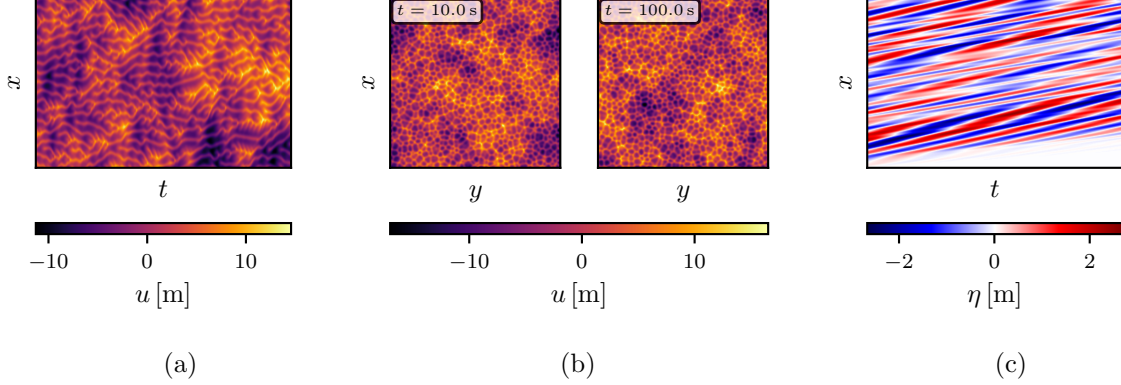 t = 10.0 s
t = 100.0 s
x
x
x
t
y
y
t
−10 0 10
−10 0 10
−2 0 2
u [m]
u [m]
η [m]
(a)
(b)
(c)